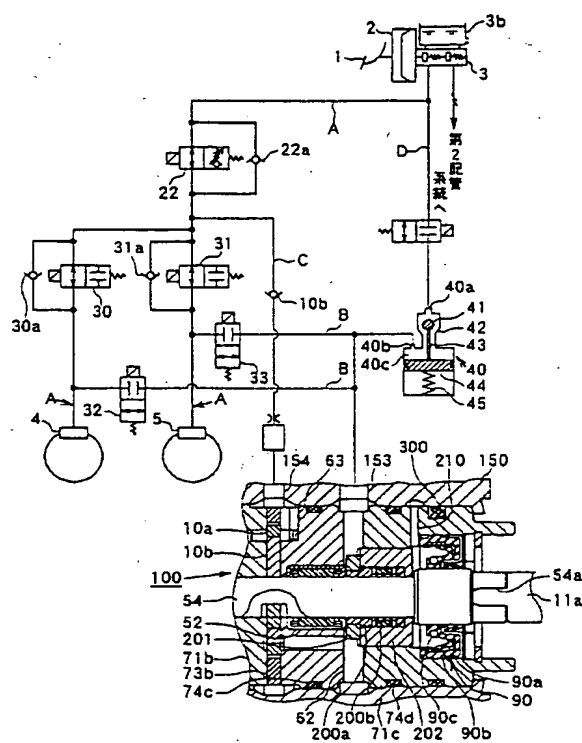 2
3b
1
3
A
22a
22
D
第2配管
系統へ
31a
31
C
30a
30
10b
40a
41
42
43
40b
40c
40
44
45
B
33
B
A
32
A
4
5
154
63
153
300
210
150
10a
10b
100
54
54a
11a
52
201
71b
73b
74c
52
200a
200b
71c
74d
202
90c
90b
90a
90